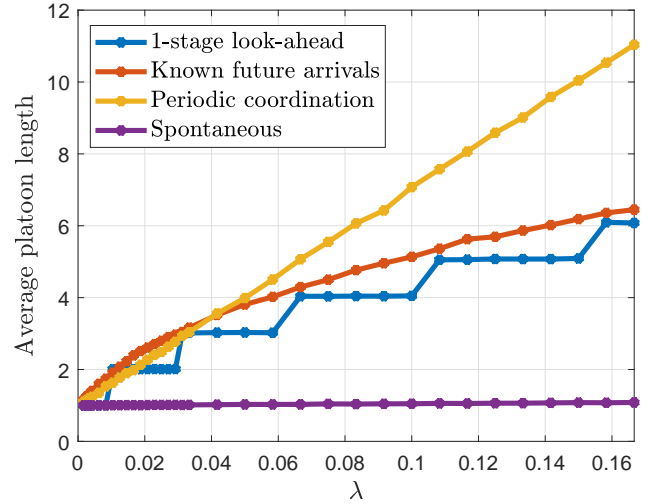 12
10
8
6
4
2
0
Average platoon length
1-stage look-ahead
Known future arrivals
Periodic coordination
Spontaneous
0 0.02 0.04 0.06 0.08 0.1 0.12 0.14 0.16
λ